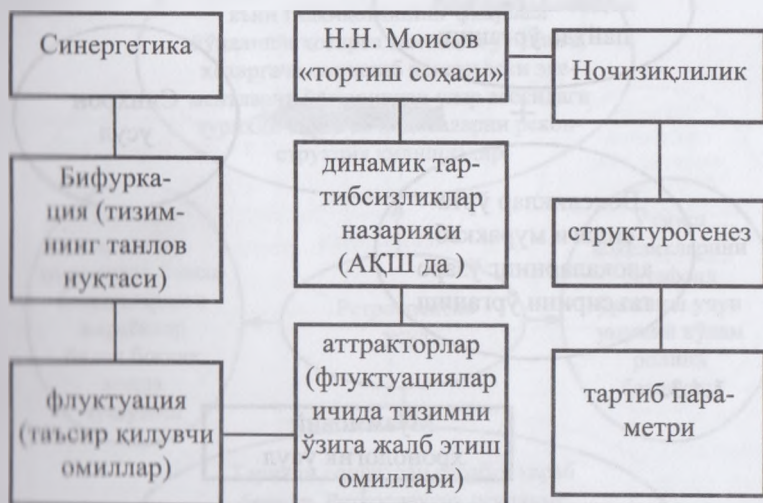 Синергетика
Н.Н. Моисов
«тортиш соҳаси»
Ночизиқлилик
Бифурка-
ция (тизим-
нинг танлов
нуқтаси)
динамик тар-
тибсизликлар
назарияси
(АҚШ да
структурогенез
флуктуация
(таъсир қилувчи
омиллар)
аттракторлар
(флуктуациялар
ичида тизимни
ўзига жалб этиш
омиллари)
тартиб пара-
метри